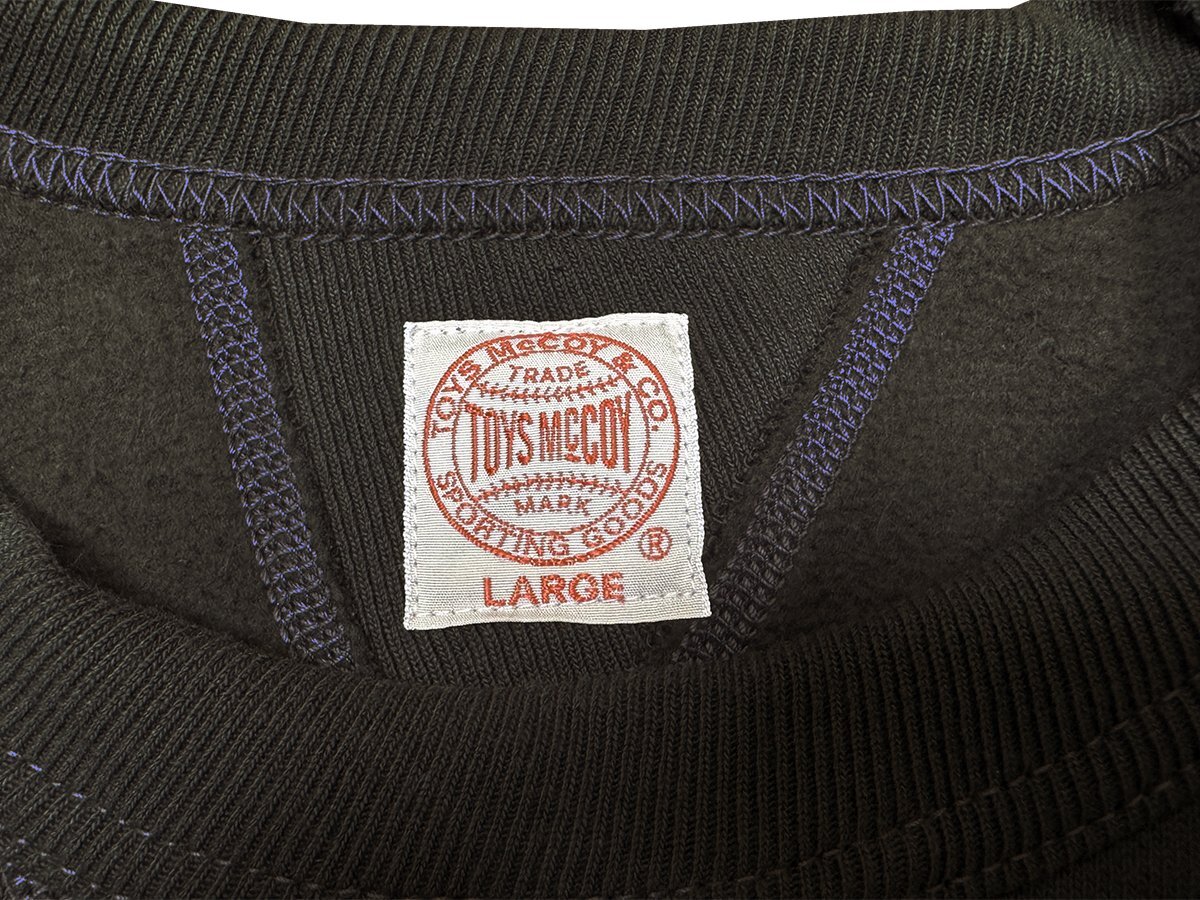 TOYS McCOY & CO.
TRADE
TOYS McCOY
MARK
SPORTING GOODS
®
LARGE